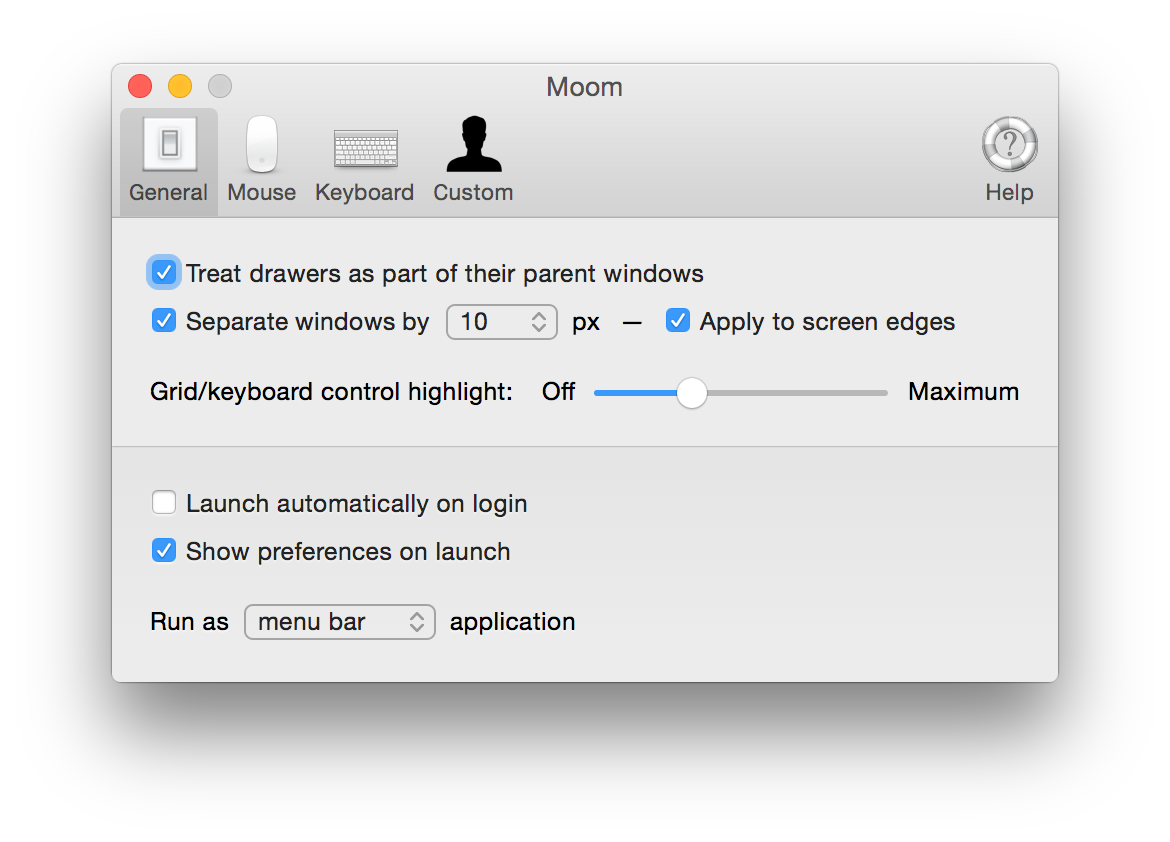 Moom
General Mouse Keyboard Custom Help
Treat drawers as part of their parent windows
Separate windows by 10 px — Apply to screen edges
Grid/keyboard control highlight: Off Maximum
Launch automatically on login
Show preferences on launch
Run as menu bar application